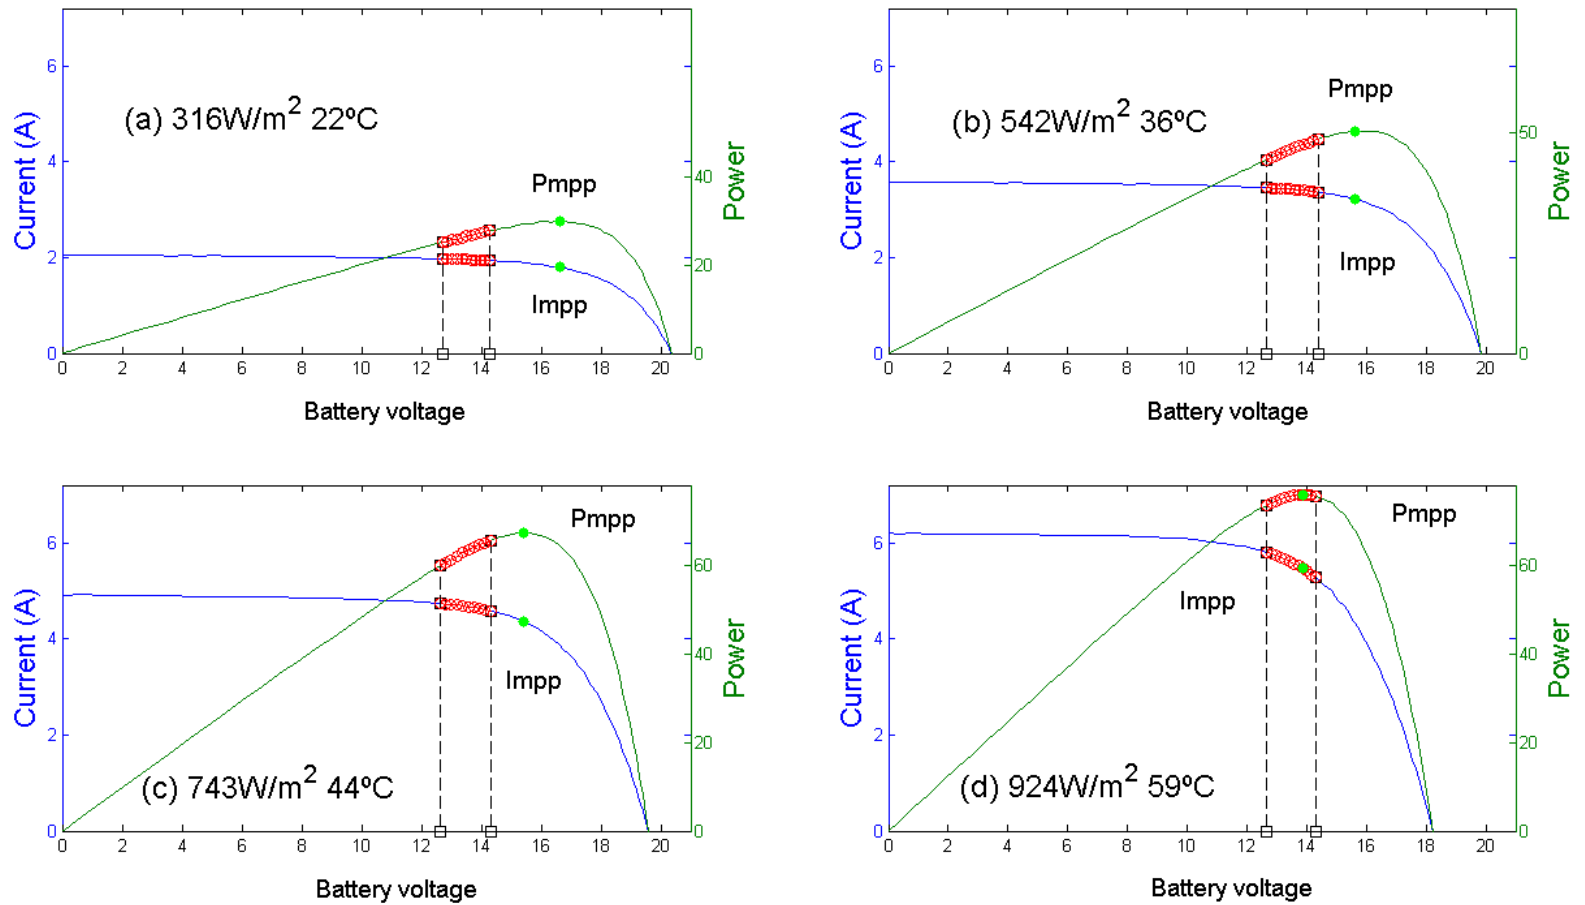 (a) 316W/m2 22ºC
Current (A)
6
4
2
0
Pmpp
Impp
40
20
0
Power
0 2 4 6 8 10 12 14 16 18 20
Battery voltage
(b) 542W/m2 36ºC
Current (A)
6
4
2
0
Pmpp
Impp
50
0
Power
0 2 4 6 8 10 12 14 16 18 20
Battery voltage
(c) 743W/m2 44ºC
Current (A)
6
4
2
0
Pmpp
Impp
60
40
20
0
Power
0 2 4 6 8 10 12 14 16 18 20
Battery voltage
(d) 924W/m2 59ºC
Current (A)
6
4
2
0
Pmpp
Impp
60
40
20
0
Power
0 2 4 6 8 10 12 14 16 18 20
Battery voltage